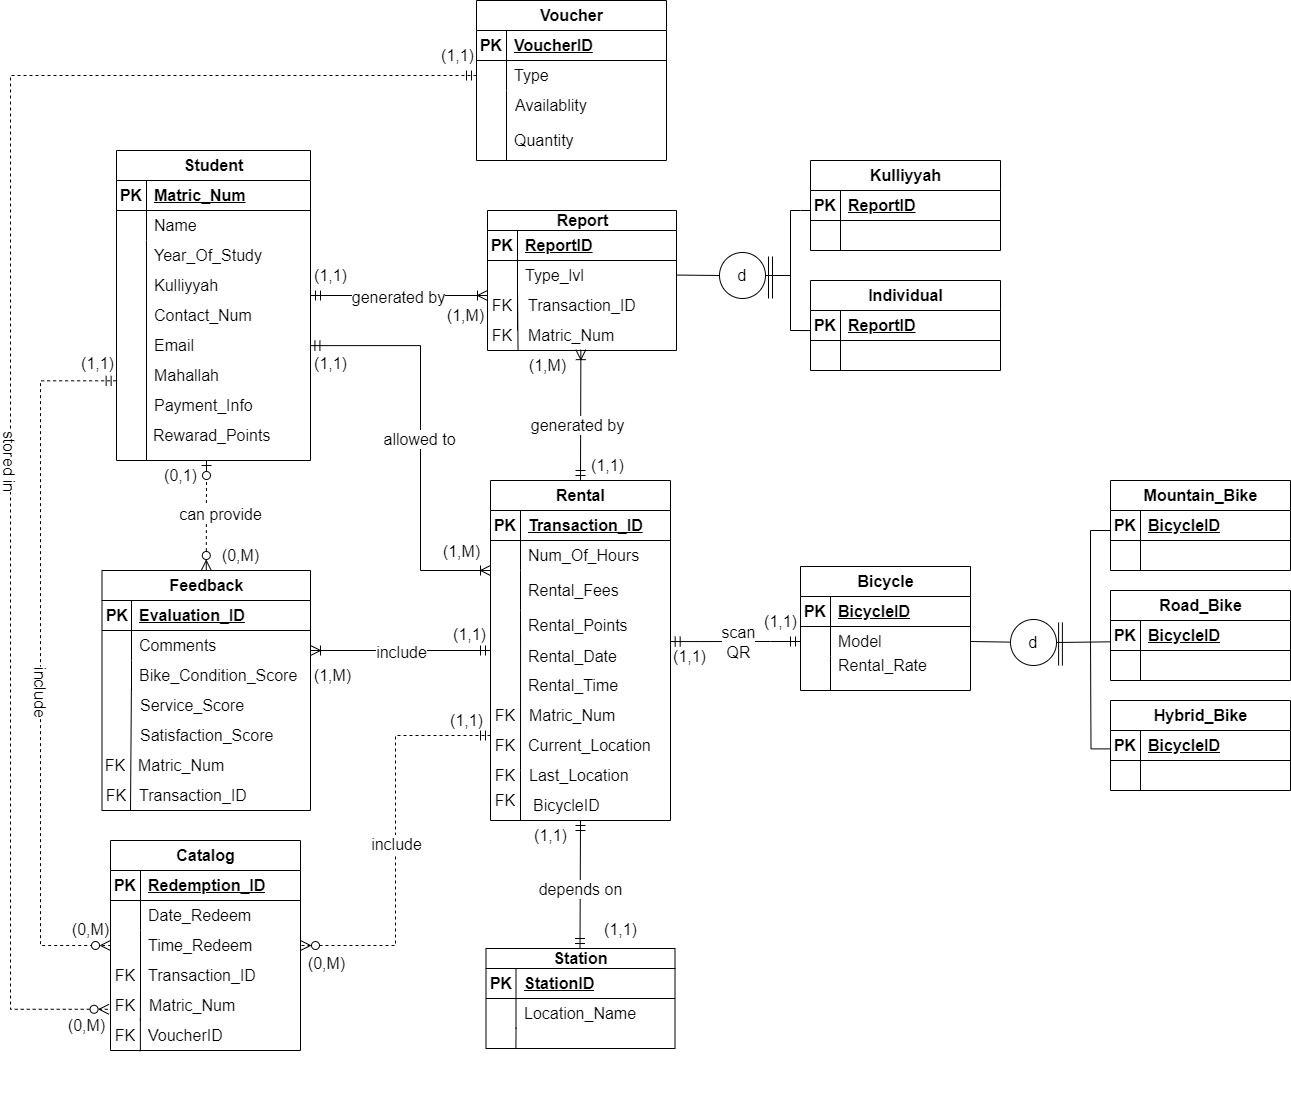 Voucher
PK VoucherID
Type
Availablity
Quantity
(1,1)
Student
PK Matric_Num
Name
Year_Of_Study
Kulliyyah
Contact_Num
Email
Mahallah
Payment_Info
Rewarad_Points
(1,1)
generated by
(1,M)
(1,1)
(1,1)
allowed to
(1,M)
Report
PK ReportID
Type_lvl
FK Transaction_ID
FK Matric_Num
d
Kulliyyah
PK ReportID
Individual
PK ReportID
(1,M)
generated by
(1,1)
stored in
include
(0,1)
can provide
(0,M)
Feedback
PK Evaluation_ID
Comments
Bike_Condition_Score
Service_Score
Satisfaction_Score
FK Matric_Num
FK Transaction_ID
(1,1)
include
(1,M)
Rental
PK Transaction_ID
Num_Of_Hours
Rental_Fees
Rental_Points
Rental_Date
Rental_Time
FK Matric_Num
FK Current_Location
FK Last_Location
FK BicycleID
(1,1)
scan
QR
(1,1)
Bicycle
PK BicycleID
Model
Rental_Rate
d
Mountain_Bike
PK BicycleID
Road_Bike
PK BicycleID
Hybrid_Bike
PK BicycleID
(1,1)
include
(0,M)
Catalog
PK Redemption_ID
Date_Redeem
Time_Redeem
FK Transaction_ID
FK Matric_Num
FK VoucherID
(0,M)
(0,M)
(1,1)
depends on
(1,1)
Station
PK StationID
Location_Name